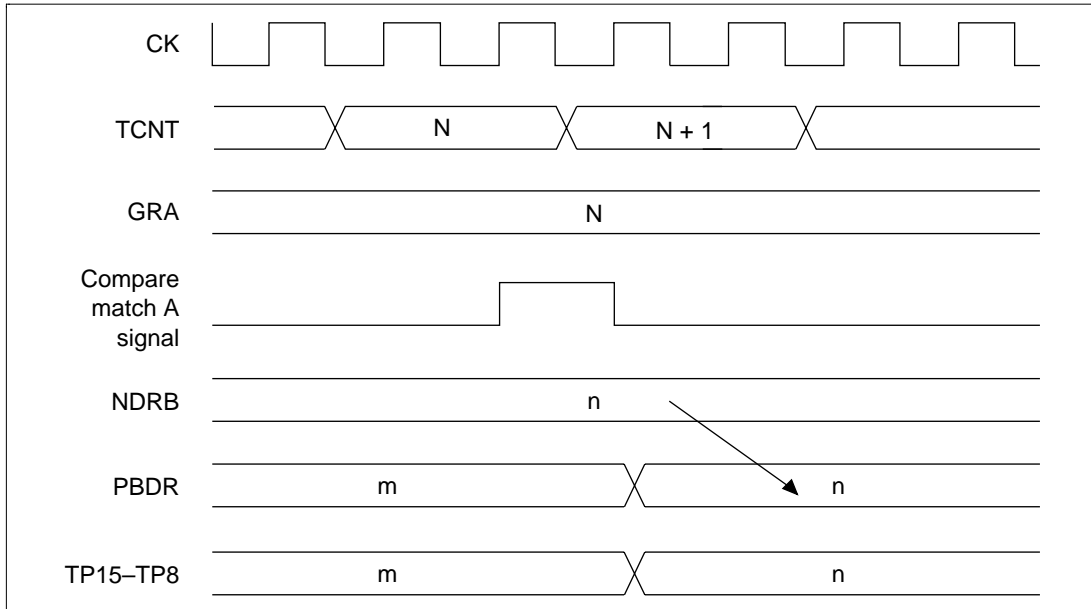 CK
TCNT
N
N + 1
GRA
N
Compare
match A
signal
NDRB
n
PBDR
m
n
TP15–TP8
m
n